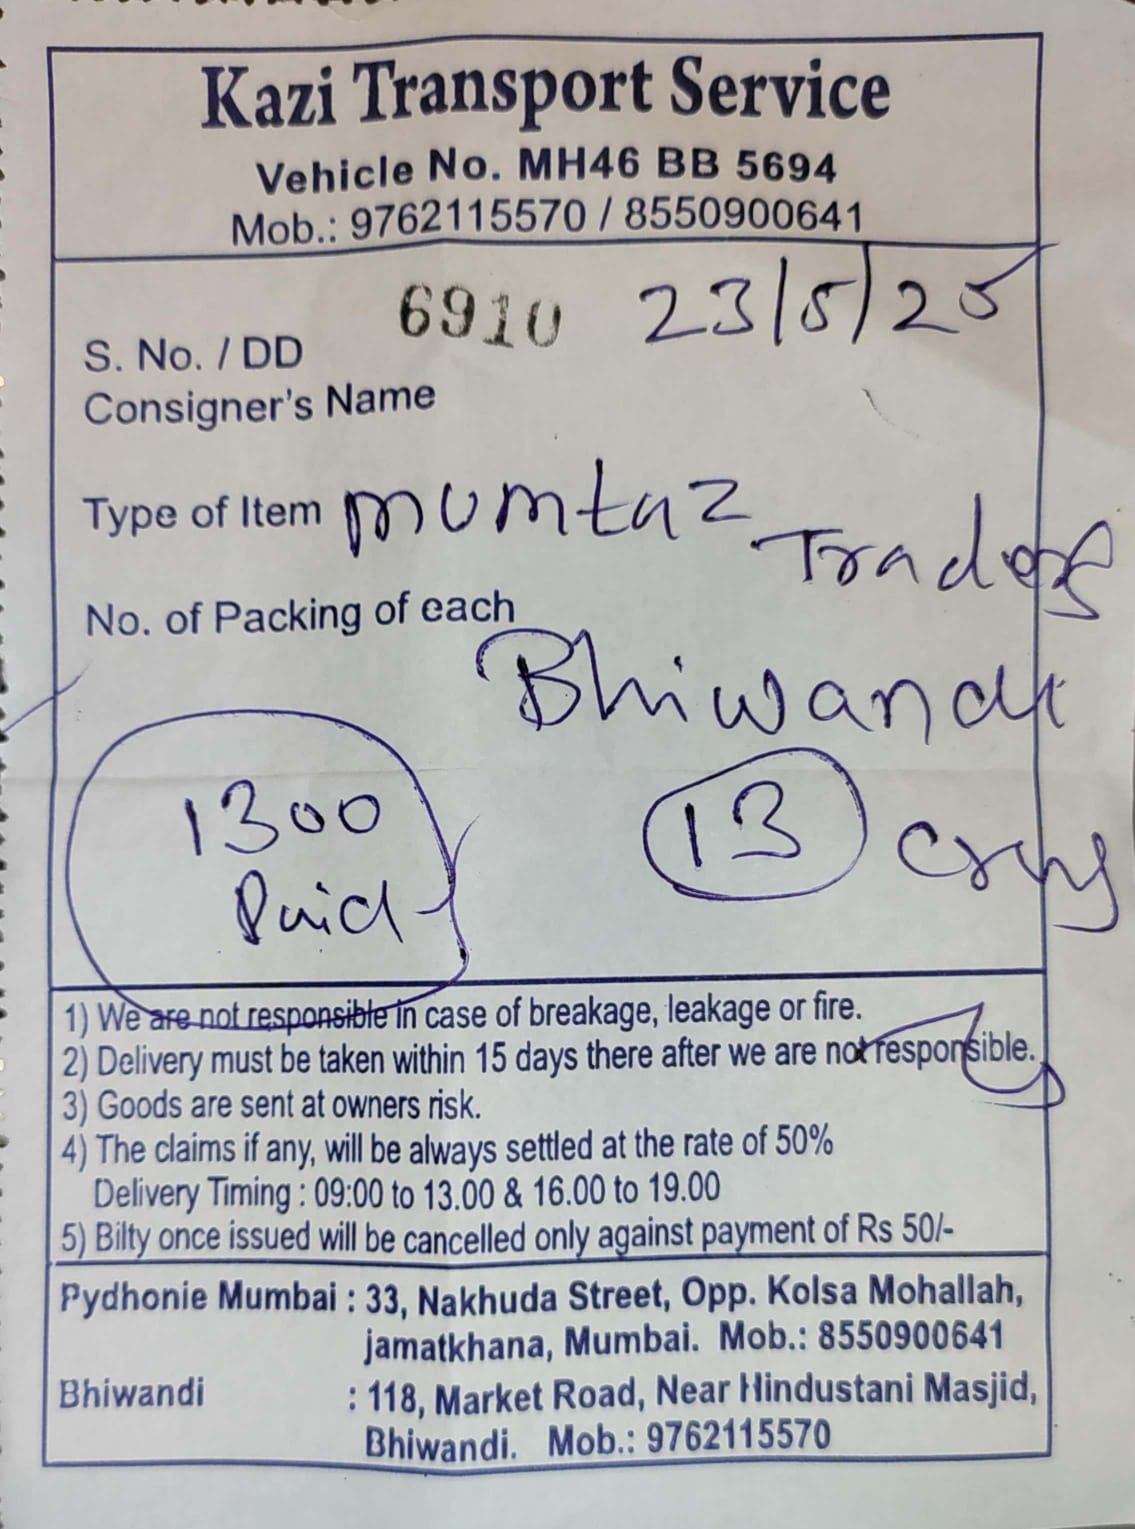 Kazi Transport Service
Vehicle No. MH46 BB 5694
Mob.: 9762115570 / 8550900641
6910 23/5/25
S. No. / DD
Consigner's Name
Type of Item mumtaz
Traders
No. of Packing of each
Bhiwandi
1300 13
Paid
1) We are not responsible in case of breakage, leakage or fire.
2) Delivery must be taken within 15 days there after we are not responsible.
3) Goods are sent at owners risk.
4) The claims if any, will be always settled at the rate of 50%
Delivery Timing : 09:00 to 13.00 & 16.00 to 19.00
5) Bilty once issued will be cancelled only against payment of Rs 50/-
Pydhonie Mumbai : 33, Nakhuda Street, Opp. Kolsa Mohallah,
jamatkhana, Mumbai. Mob.: 8550900641
Bhiwandi : 118, Market Road, Near Hindustani Masjid,
Bhiwandi. Mob.: 9762115570